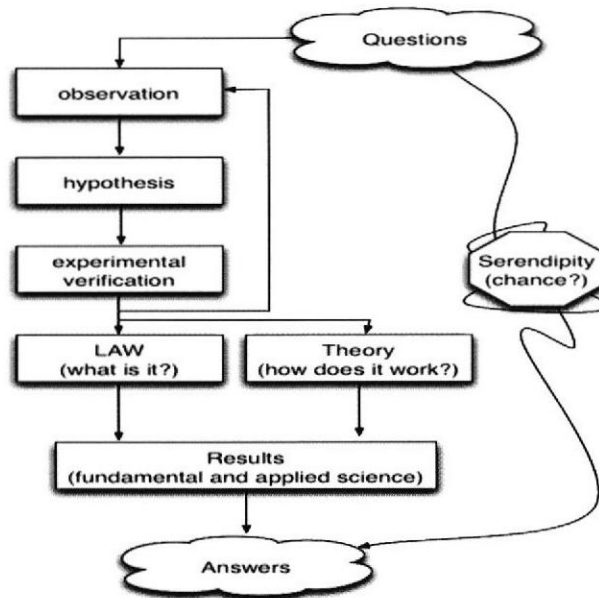 Questions
observation
hypothesis
experimental
verification
Serendipity
(chance?)
LAW
(what is it?)
Theory
(how does it work?)
Results
(fundamental and applied science)
Answers